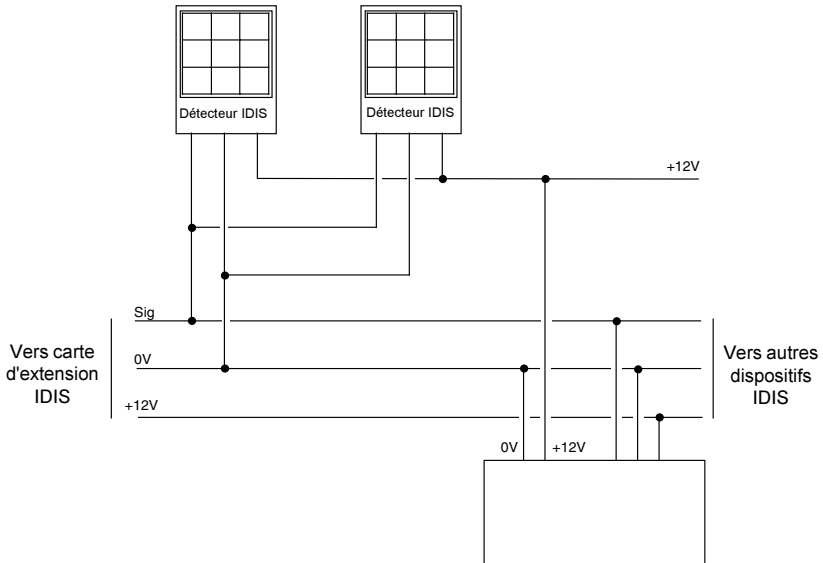 Détecteur IDIS
Détecteur IDIS
+12V
Sig
Vers carte
d'extension
IDIS
0V
+12V
Vers autres
dispositifs
IDIS
0V
+12V